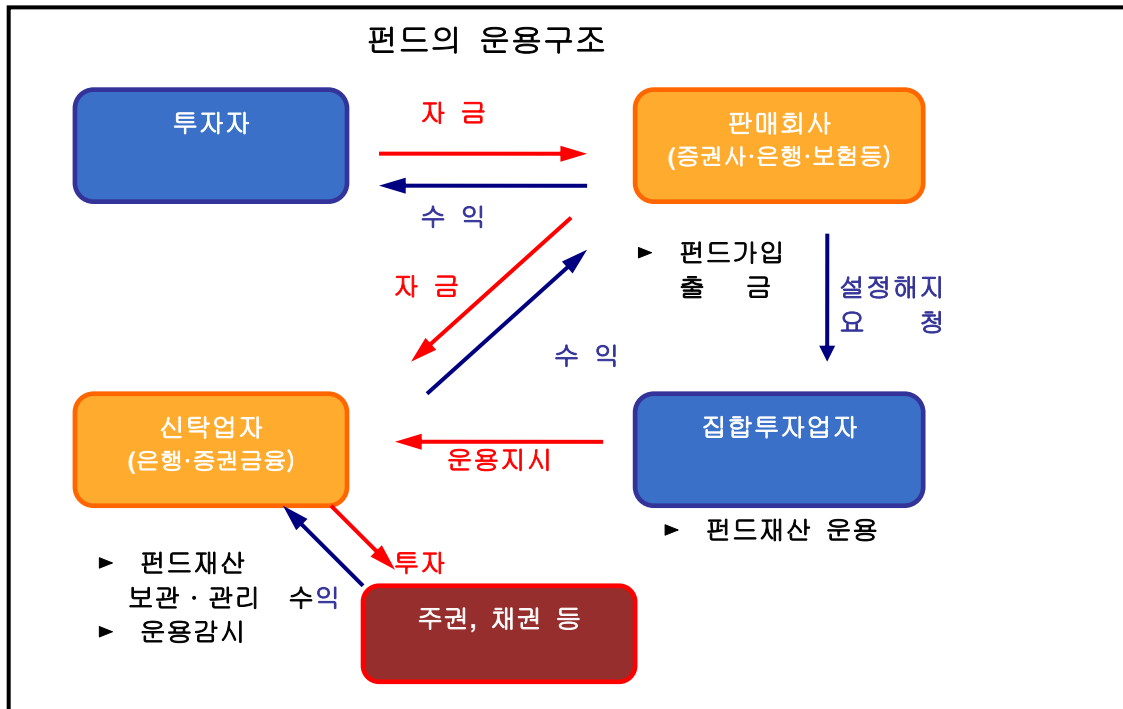 펀드의 운용구조
투자자
자 금
판매회사
(증권사·은행·보험등)
수 익
► 펀드가입
출 금
자 금
설정해지
요 청
수 익
신탁업자
(은행·증권금융)
집합투자업자
운용지시
► 펀드재산 운용
► 펀드재산
보관·관리
수익
► 운용감시
투자
주권, 채권 등